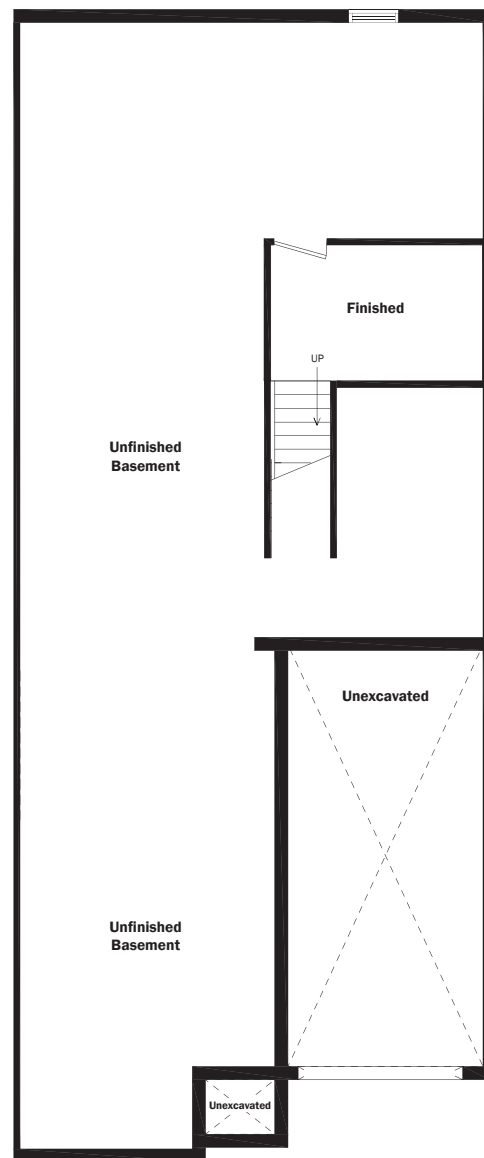 Finished
UP
Unfinished
Basement
Unexcavated
Unfinished
Basement
Unexcavated